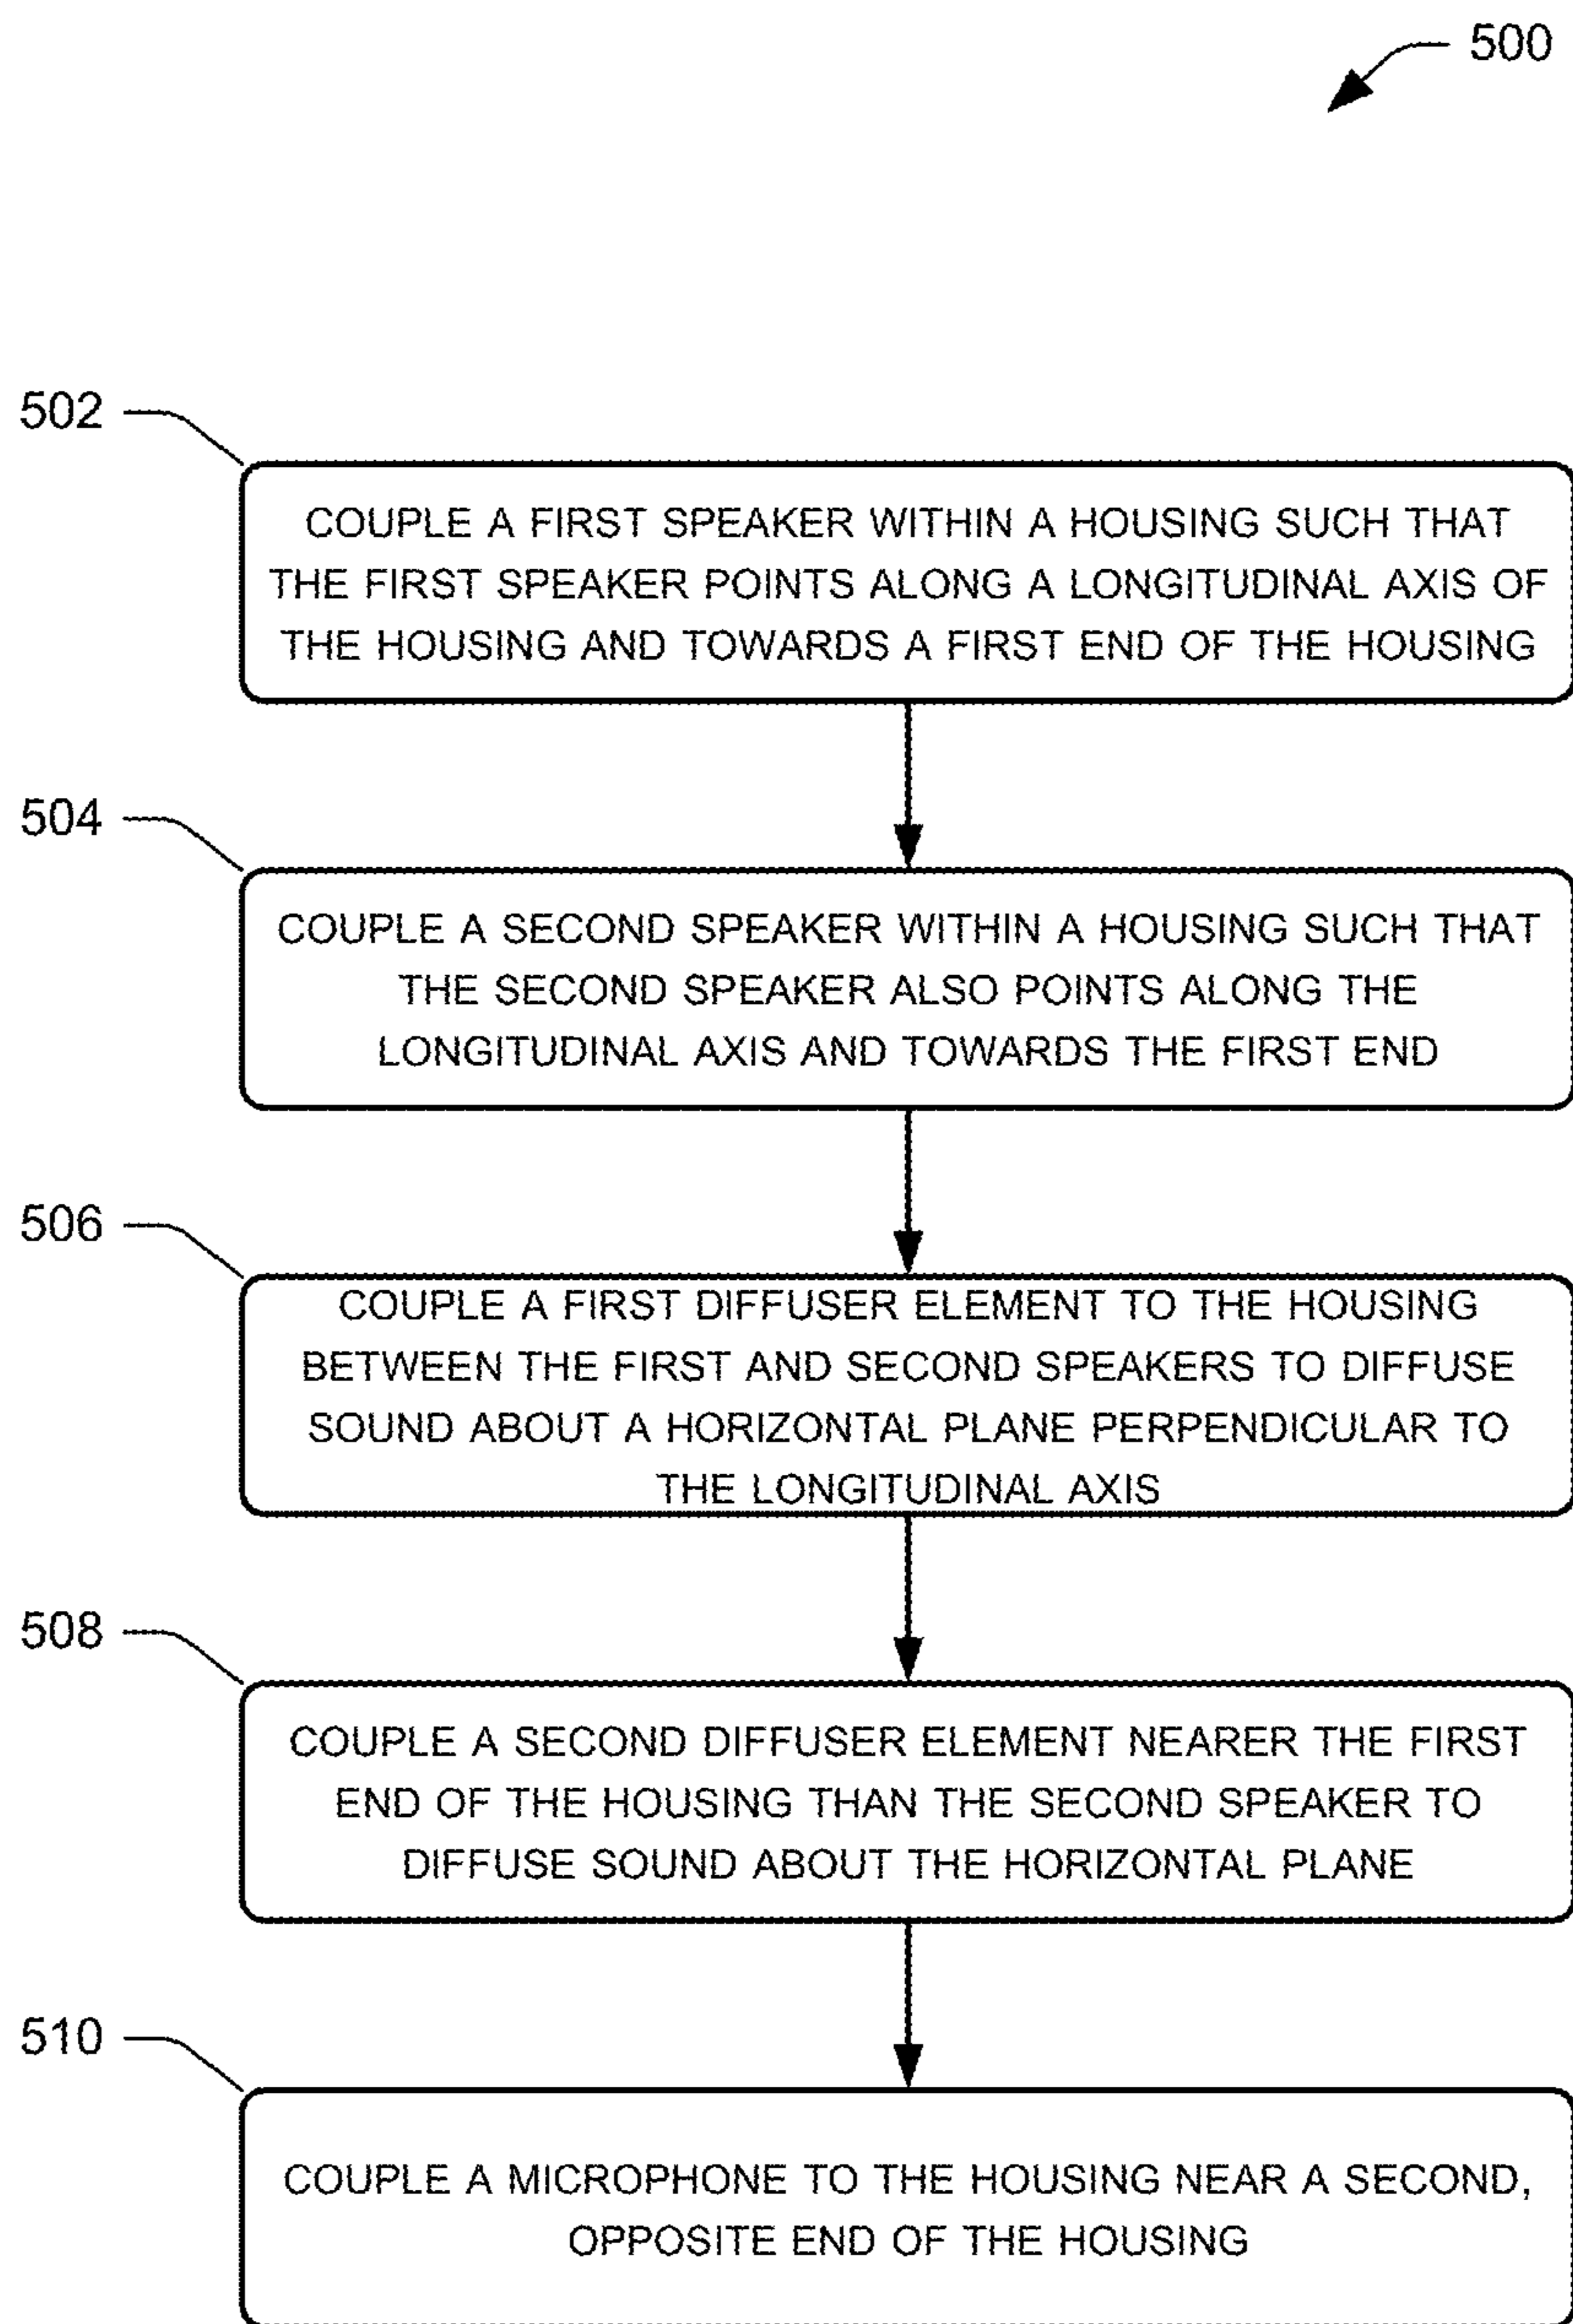 500
502
COUPLE A FIRST SPEAKER WITHIN A HOUSING SUCH THAT
THE FIRST SPEAKER POINTS ALONG A LONGITUDINAL AXIS OF
THE HOUSING AND TOWARDS A FIRST END OF THE HOUSING
504
COUPLE A SECOND SPEAKER WITHIN A HOUSING SUCH THAT
THE SECOND SPEAKER ALSO POINTS ALONG THE
LONGITUDINAL AXIS AND TOWARDS THE FIRST END
506
COUPLE A FIRST DIFFUSER ELEMENT TO THE HOUSING
BETWEEN THE FIRST AND SECOND SPEAKERS TO DIFFUSE
SOUND ABOUT A HORIZONTAL PLANE PERPENDICULAR TO
THE LONGITUDINAL AXIS
508
COUPLE A SECOND DIFFUSER ELEMENT NEARER THE FIRST
END OF THE HOUSING THAN THE SECOND SPEAKER TO
DIFFUSE SOUND ABOUT THE HORIZONTAL PLANE
510
COUPLE A MICROPHONE TO THE HOUSING NEAR A SECOND,
OPPOSITE END OF THE HOUSING